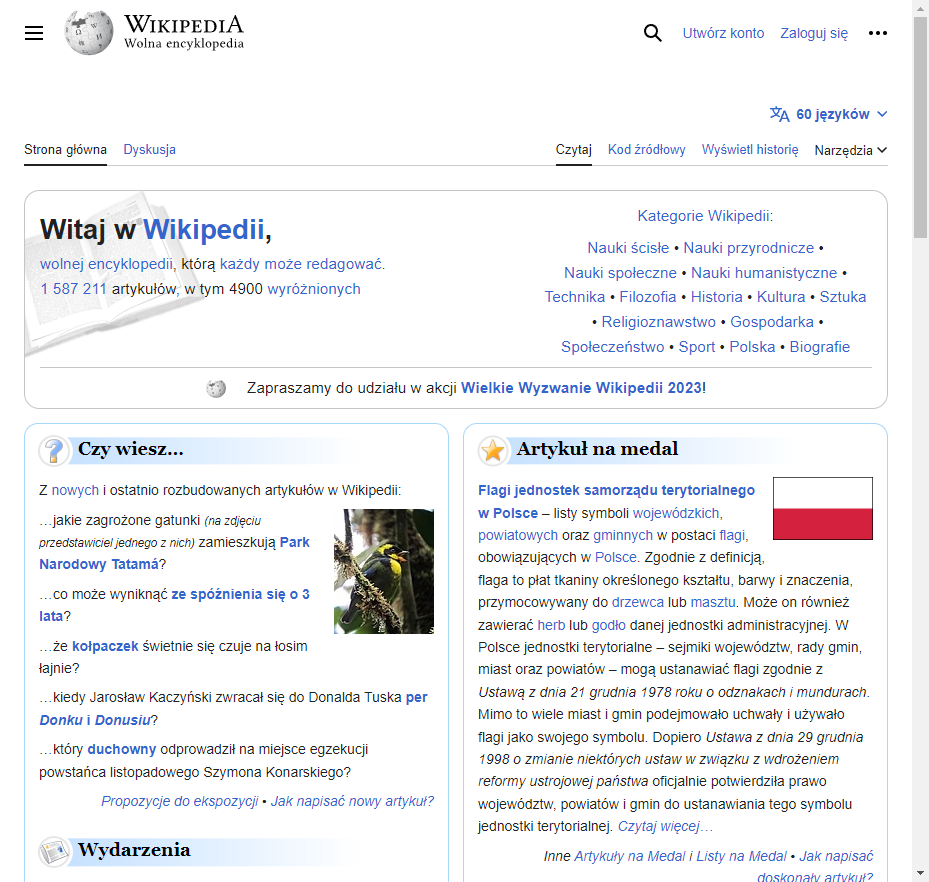 WIKIPEDIA
Wolna encyklopedia
Utwórz konto Zaloguj się
60 języków
Strona główna Dyskusja Czytaj Kod źródłowy Wyświetl historię Narzędzia
Witaj w Wikipedii,
wolnej encyklopedii, którą każdy może redagować.
1 587 211 artykułów, w tym 4900 wyróżnionych
Kategorie Wikipedii:
Nauki ścisłe • Nauki przyrodnicze •
Nauki społeczne • Nauki humanistyczne •
Technika • Filozofia • Historia • Kultura • Sztuka
• Religioznawstwo • Gospodarka •
Społeczeństwo • Sport • Polska • Biografie
Zapraszamy do udziału w akcji Wielkie Wyzwanie Wikipedii 2023!
Czy wiesz…
Z nowych i ostatnio rozbudowanych artykułów w Wikipedii:
…jakie zagrożone gatunki (na zdjęciu
przedstawiciel jednego z nich) zamieszkują Park
Narodowy Tatamá?
…co może wyniknąć ze spóźnienia się o 3
lata?
…że kołpaczek świetnie się czuje na łosim
łajnie?
…kiedy Jarosław Kaczyński zwracał się do Donalda Tuska per
Donku i Donusiu?
…który duchowny odprowadził na miejsce egzekucji
powstańca listopadowego Szymona Konarskiego?
Propozycje do ekspozycji • Jak napisać nowy artykuł?
Wydarzenia
Artykuł na medal
Flagi jednostek samorządu terytorialnego
w Polsce – listy symboli wojewódzkich,
powiatowych oraz gminnych w postaci flagi,
obowiązujących w Polsce. Zgodnie z definicją,
flaga to płat tkaniny określonego kształtu, barwy i znaczenia,
przymocowywany do drzewca lub masztu. Może on również
zawierać herb lub godło danej jednostki administracyjnej. W
Polsce jednostki terytorialne – sejmiki województw, rady gmin,
miast oraz powiatów – mogą ustanawiać flagi zgodnie z
Ustawą z dnia 21 grudnia 1978 roku o odznakach i mundurach.
Mimo to wiele miast i gmin podejmowało uchwały i używało
flagi jako swojego symbolu. Dopiero Ustawa z dnia 29 grudnia
1998 o zmianie niektórych ustaw w związku z wdrożeniem
reformy ustrojowej państwa oficjalnie potwierdziła prawo
województw, powiatów i gmin do ustanawiania tego symbolu
jednostki terytorialnej. Czytaj więcej…
Inne Artykuły na Medal i Listy na Medal • Jak napisać
doskonały artykuł?